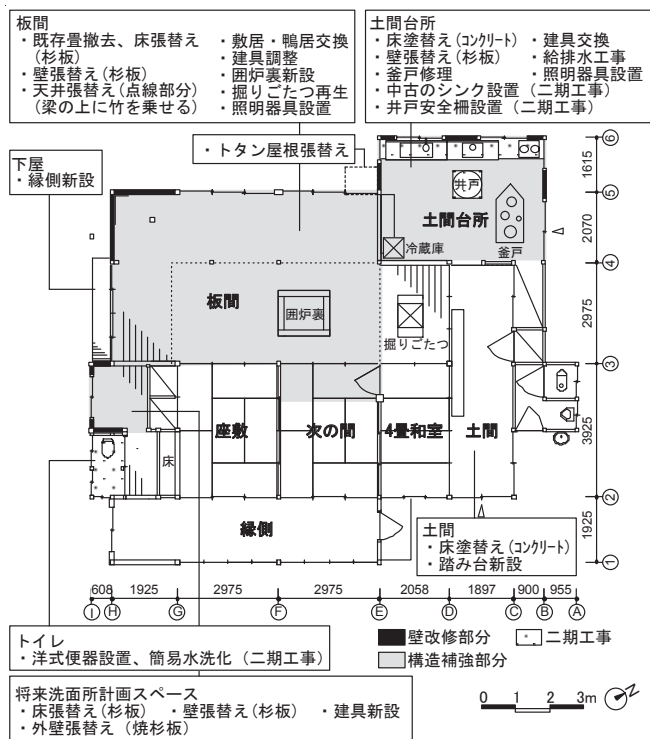 板間
・既存畳撤去、床張替え ・敷居・鴨居交換
(杉板) ・建具調整
・壁張替え(杉板) ・囲炉裏新設
・天井張替え(点線部分) ・掘りごたつ再生
(梁の上に竹を乗せる) ・照明器具設置
土間台所
・床塗替え(コンクリート) ・建具交換
・壁張替え(杉板) ・給排水工事
・釜戸修理 ・照明器具設置
・中古のシンク設置(二期工事)
・井戸安全柵設置(二期工事)
・トタン屋根張替え
下屋
・縁側新設
井戸
土間台所
冷蔵庫
釜戸
板間
囲炉裏
掘りごたつ
座敷
次の間
4畳和室
土間
床
縁側
土間
・床塗替え(コンクリート)
・踏み台新設
6
1615
5
2070
4
2975
3
3925
2
1925
1
608 1925 2975 2975 2058 1897 900 955
I H G F E D C B A
トイレ
・洋式便器設置、簡易水洗化(二期工事)
壁改修部分 二期工事
構造補強部分
将来洗面所計画スペース
・床張替え(杉板) ・壁張替え(杉板) ・建具新設
・外壁張替え(焼杉板)
0 1 2 3m
N